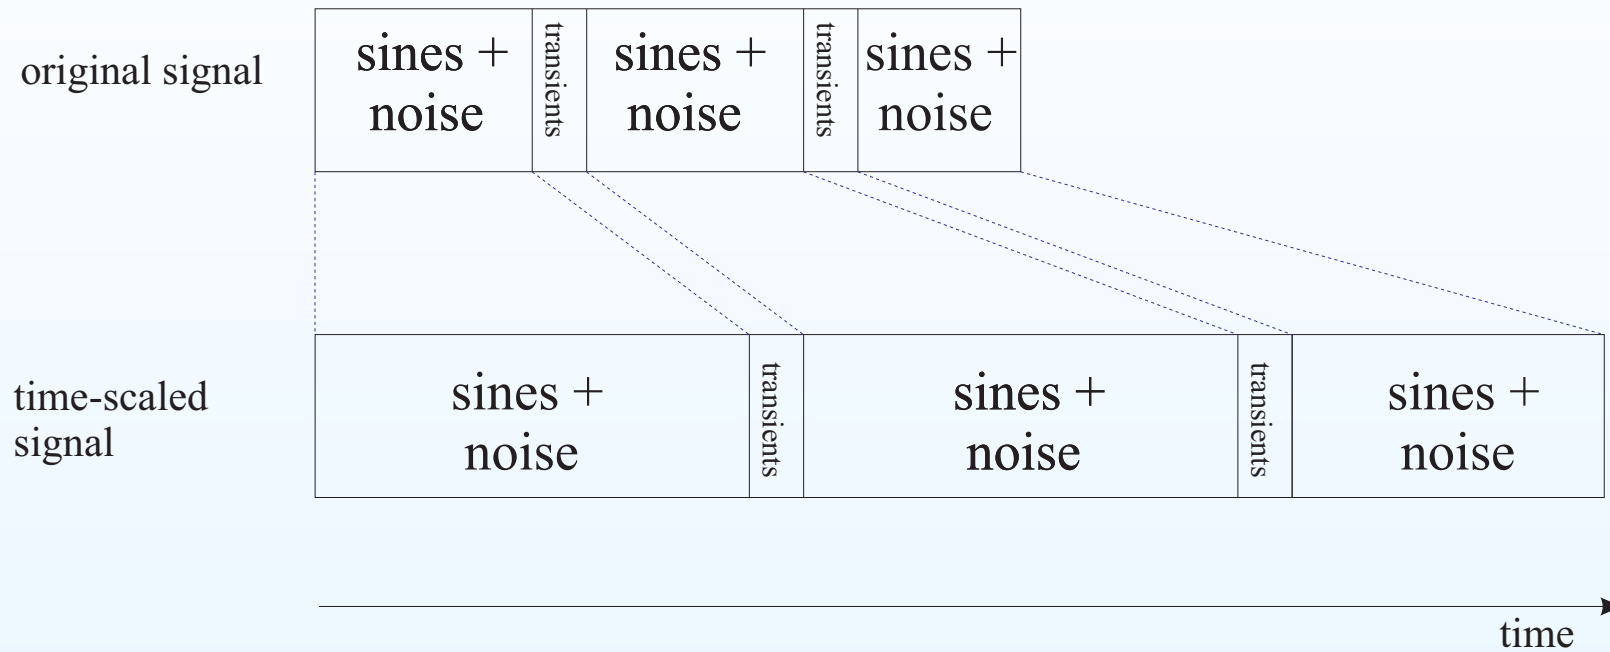 original signal
sines +
noise
transients
sines +
noise
transients
sines +
noise
time-scaled
signal
sines +
noise
transients
sines +
noise
transients
sines +
noise
time